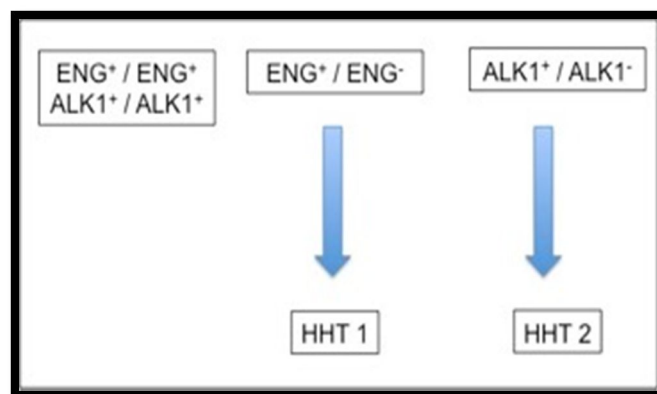 ENG⁺ / ENG⁺
ALK1⁺ / ALK1⁺
ENG⁺ / ENG⁻
ALK1⁺ / ALK1⁻
HHT 1
HHT 2